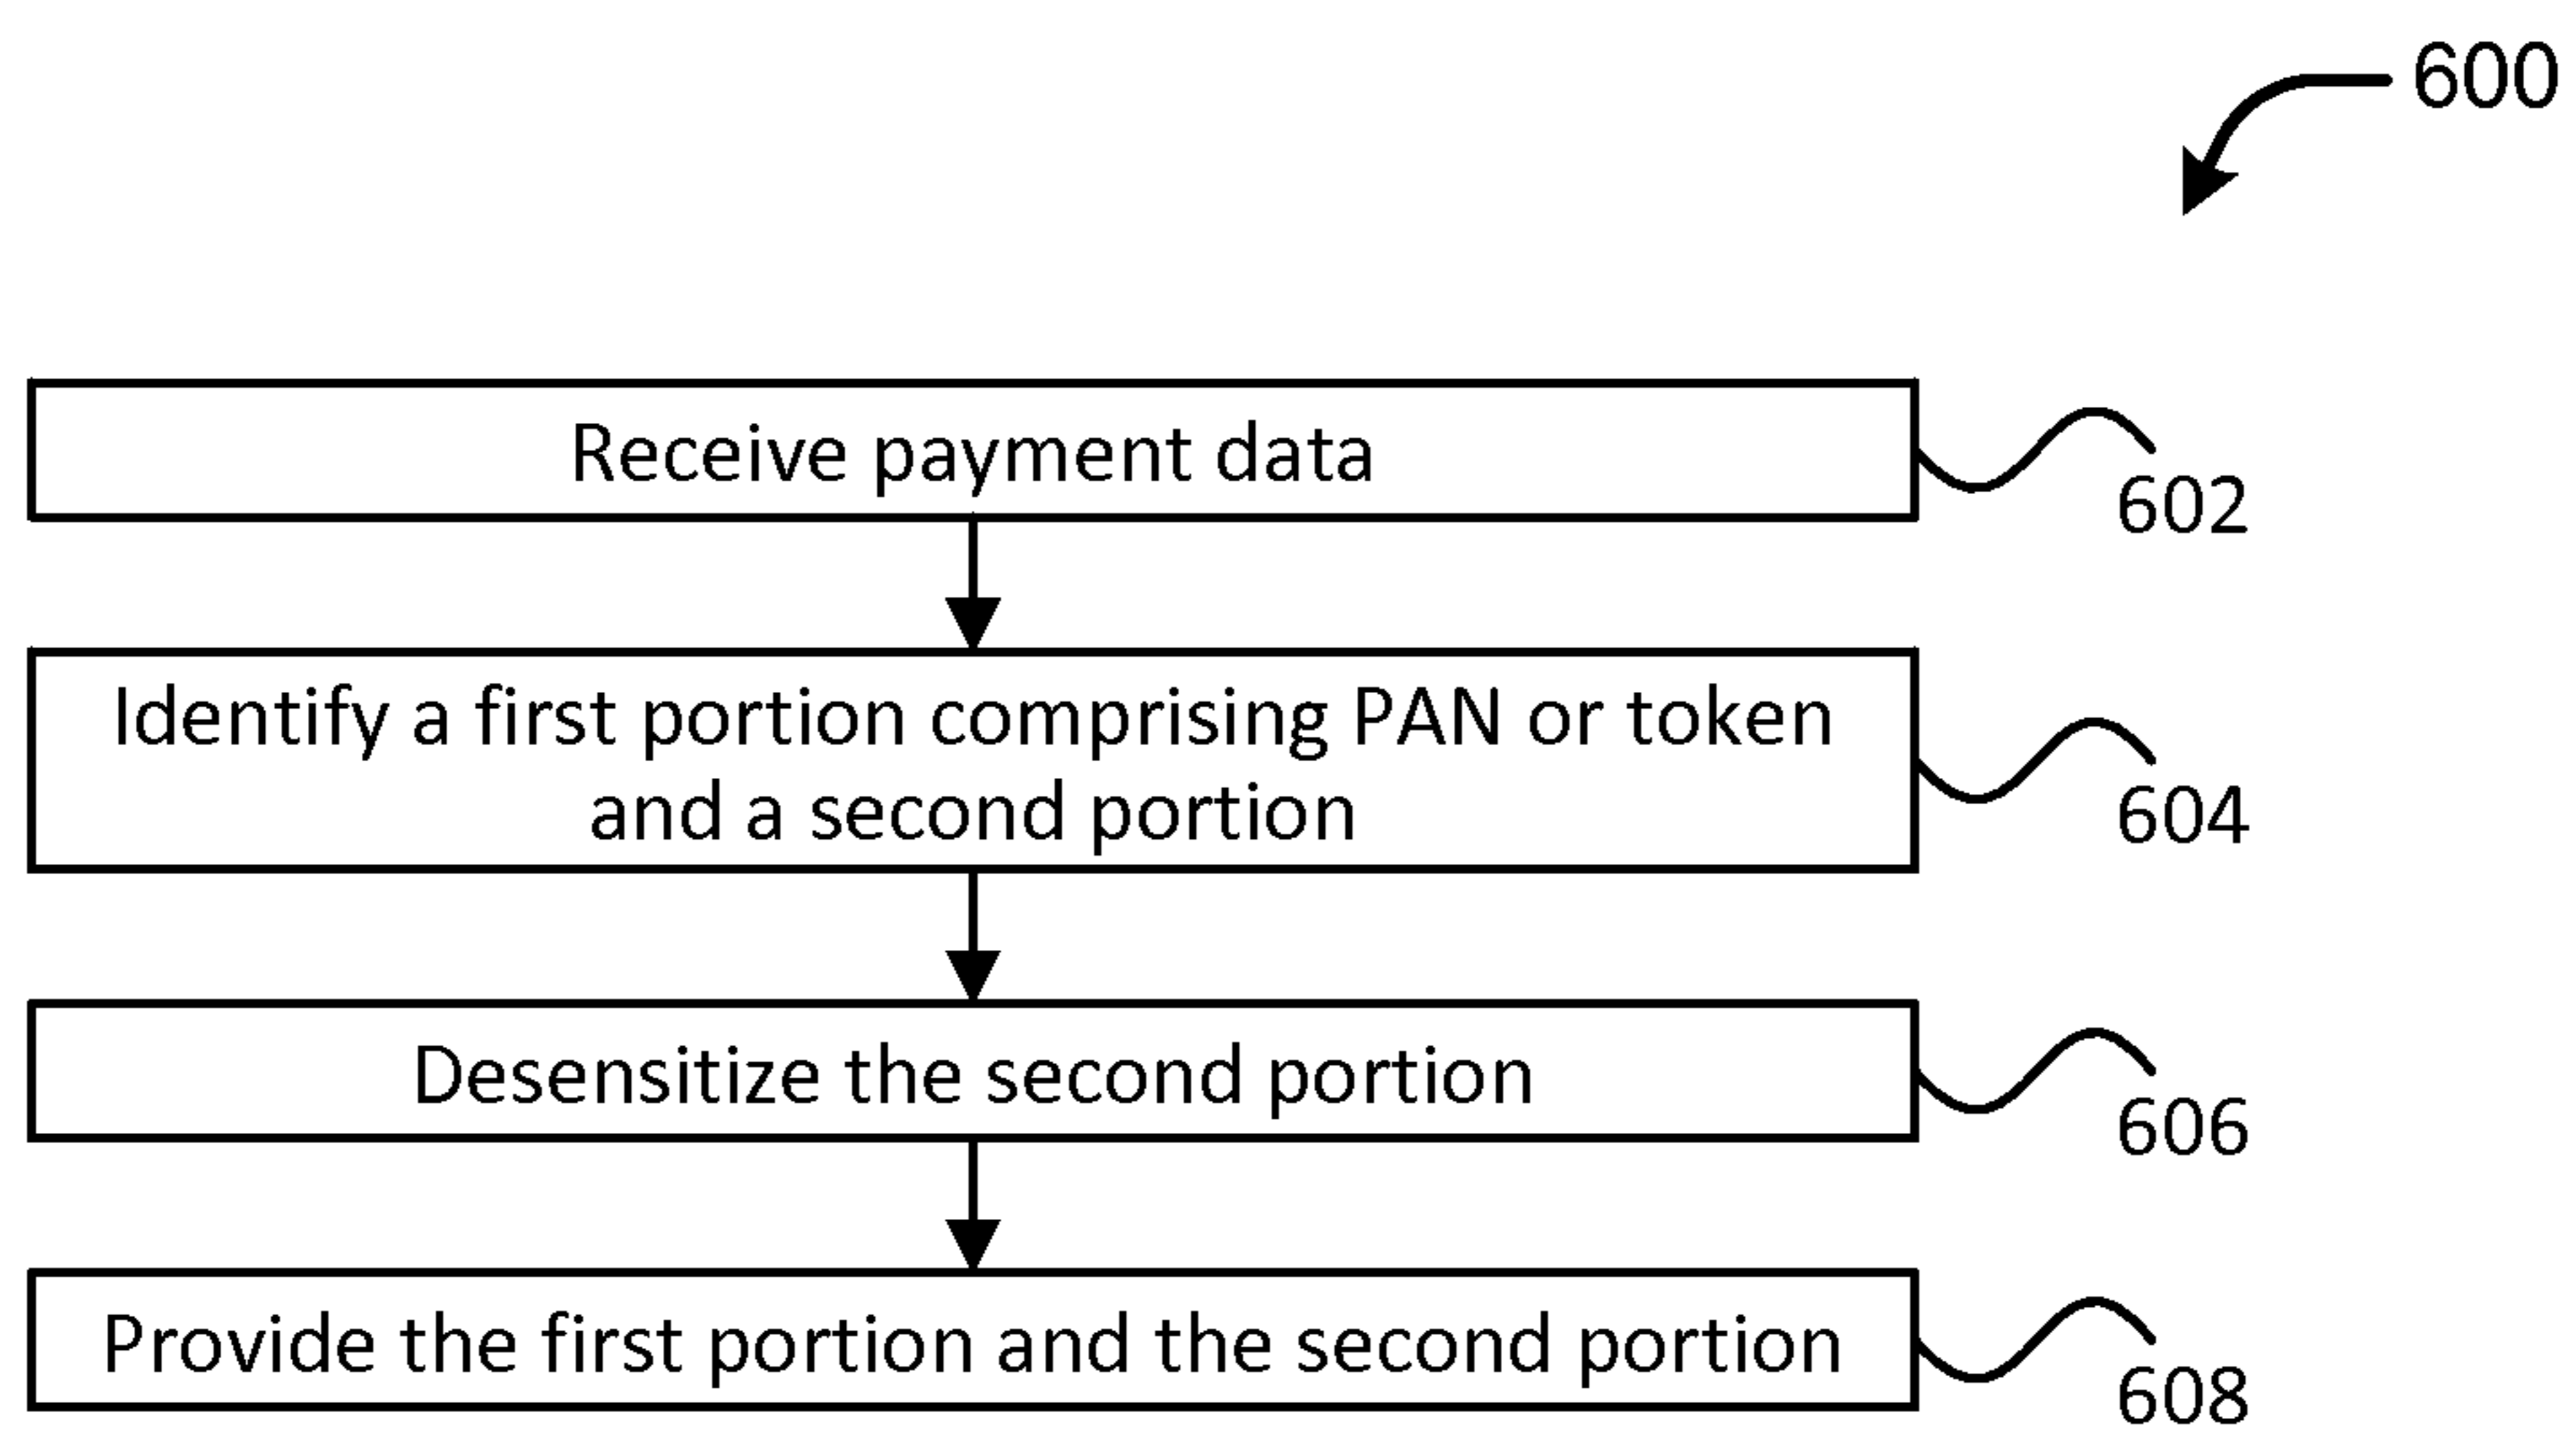 600
Receive payment data
602
Identify a first portion comprising PAN or token
and a second portion
604
Desensitize the second portion
606
Provide the first portion and the second portion
608